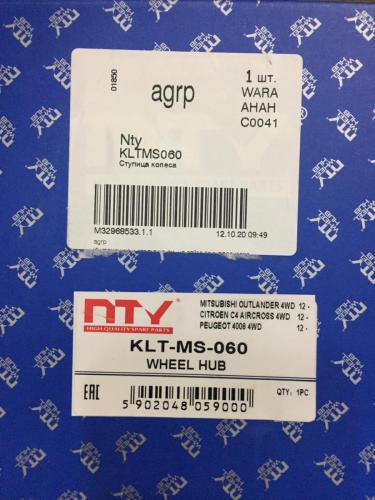 01850
agrp
1 шт.
WARA
AHAH
C0041
Nty
KLTMS060
Ступица колеса
M32968533.1.1
12.10.20 09:49
agrp
NTY
HIGH QUALITY SPARE PARTS
MITSUBISHI OUTLANDER 4WD 12 -
CITROEN C4 AIRCROSS 4WD 12 -
PEUGEOT 4008 4WD 12 -
KLT-MS-060
WHEEL HUB
EAC
5 902048 059000
QTY: 1PC